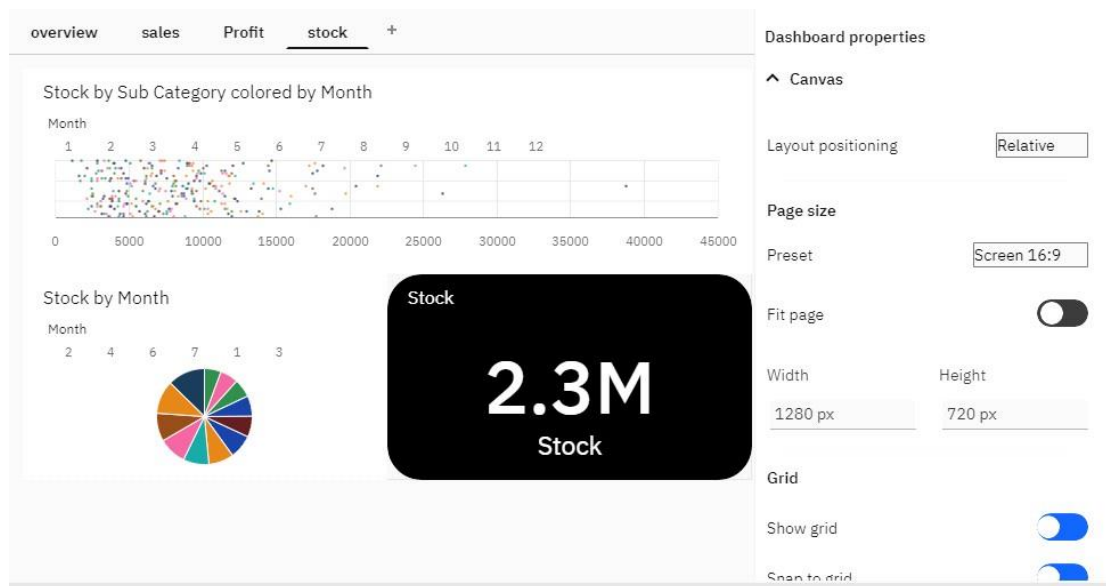 overview sales Profit stock +
Stock by Sub Category colored by Month
Month
1 2 3 4 5 6 7 8 9 10 11 12
0 5000 10000 15000 20000 25000 30000 35000 40000 45000
Stock by Month
Month
2 4 6 7 1 3
Stock
2.3M
Stock
Dashboard properties
Canvas
Layout positioning Relative
Page size
Preset Screen 16:9
Fit page
Width Height
1280 px 720 px
Grid
Show grid
Snap to grid